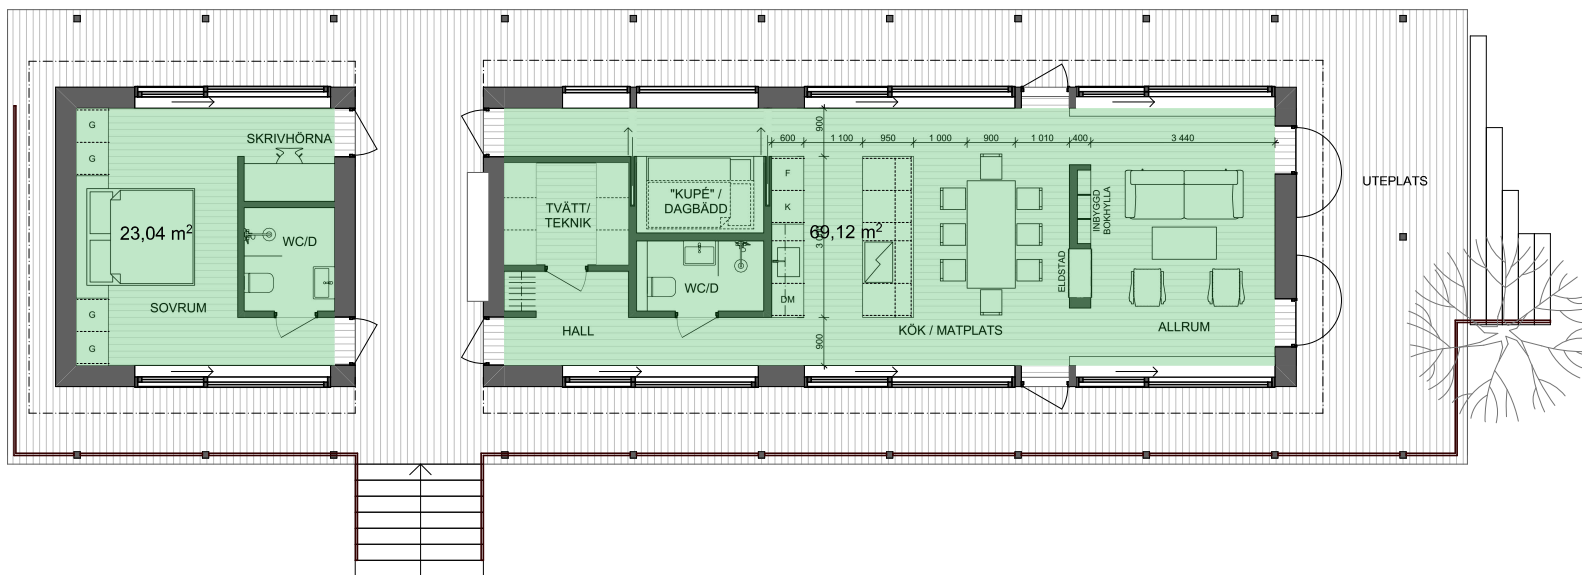 G
G
SKRIVHÖRNA
23,04 m²
WC/D
SOVRUM
G
G
TVÄTT/
TEKNIK
"KUPÉ" /
DAGBÄDD
WC/D
HALL
900
600
1 100
950
1 000
900
1 010
400
3 440
F
K
69,12 m²
DM
900
KÖK / MATPLATS
INBYGGD
BOKHYLLA
ELDSTAD
ALLRUM
UTEPLATS